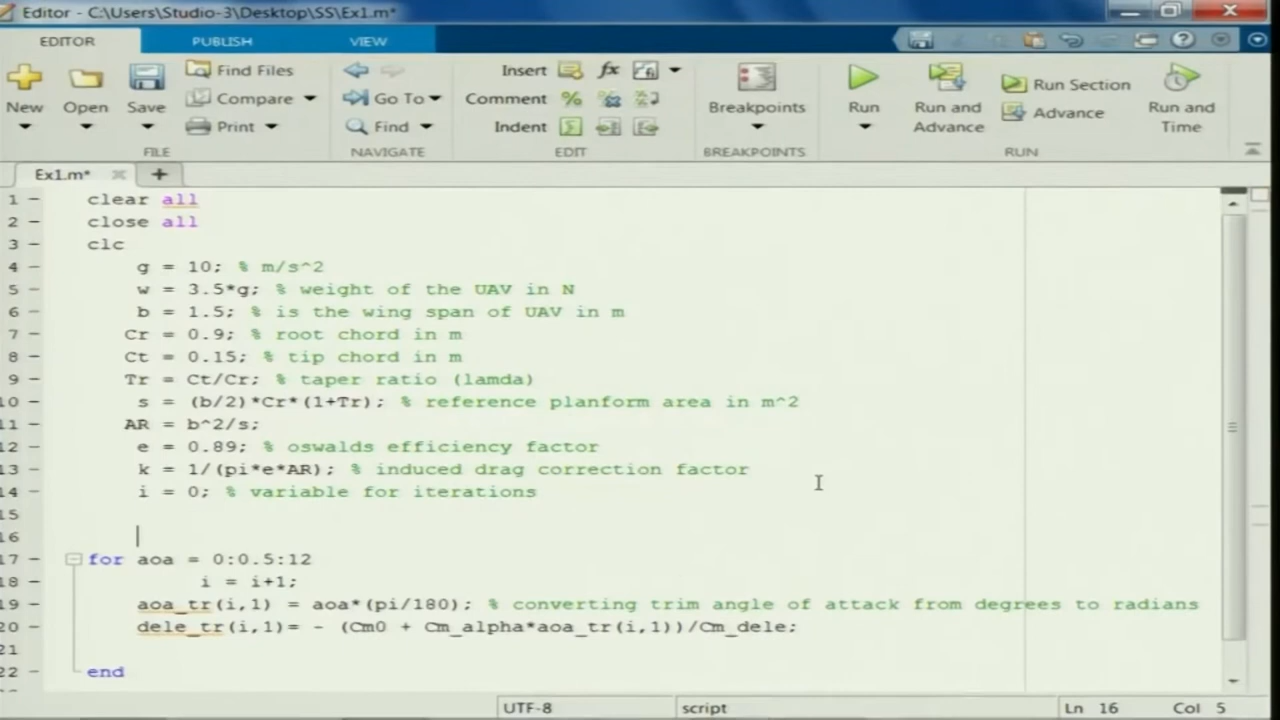 Editor - C:\Users\Studio-3\Desktop\SS\Ex1.m*
EDITOR PUBLISH VIEW
New Open Save Find Files Compare Print
Go To Find
Insert fx
Comment
Indent
Breakpoints
Run Run and Advance Run Section Advance Run and Time
FILE NAVIGATE EDIT BREAKPOINTS RUN
Ex1.m*
1 - clear all
2 - close all
3 - clc
4 - g = 10; % m/s^2
5 - w = 3.5*g; % weight of the UAV in N
6 - b = 1.5; % is the wing span of UAV in m
7 - Cr = 0.9; % root chord in m
8 - Ct = 0.15; % tip chord in m
9 - Tr = Ct/Cr; % taper ratio (lamda)
10 - s = (b/2)*Cr*(1+Tr); % reference planform area in m^2
11 - AR = b^2/s;
12 - e = 0.89; % oswalds efficiency factor
13 - k = 1/(pi*e*AR); % induced drag correction factor
14 - i = 0; % variable for iterations
15
16
17 - for aoa = 0:0.5:12
18 - i = i+1;
19 - aoa_tr(i,1) = aoa*(pi/180); % converting trim angle of attack from degrees to radians
20 - dele_tr(i,1)= - (Cm0 + Cm_alpha*aoa_tr(i,1))/Cm_dele;
21
22 - end
UTF-8 script Ln 16 Col 5